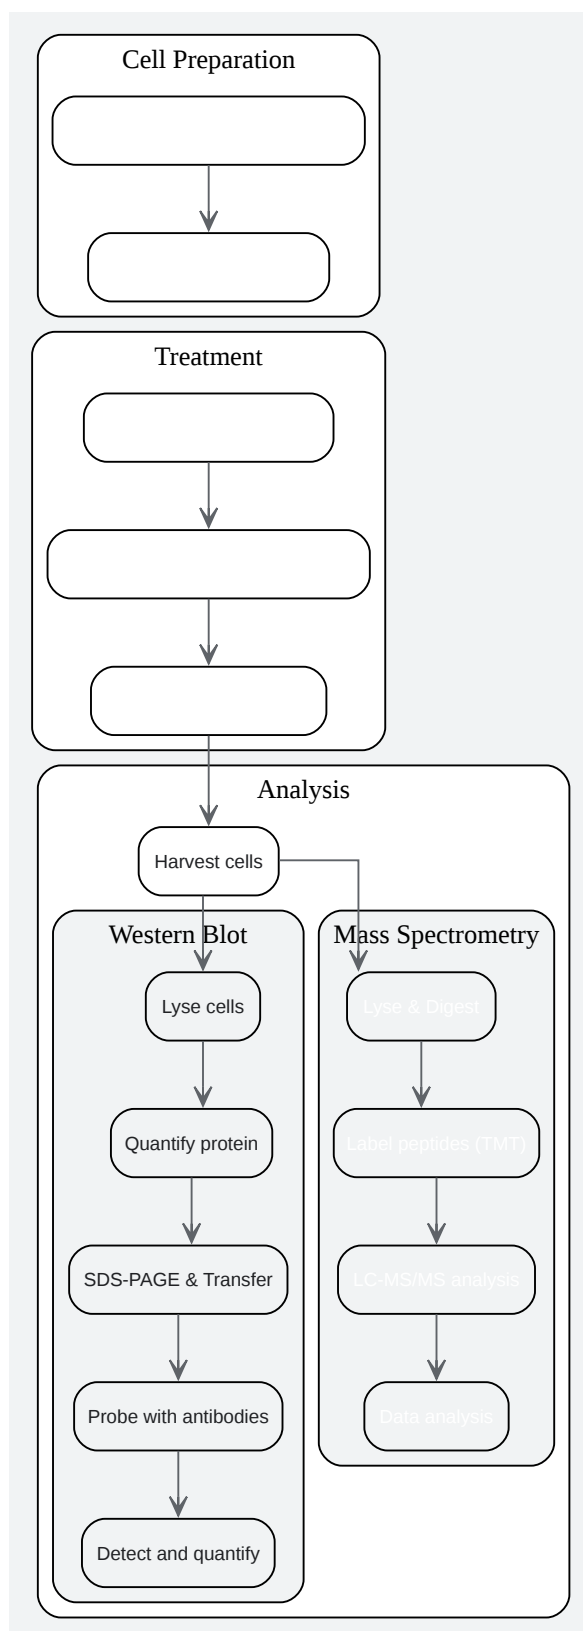 Cell Preparation
Treatment
Analysis
Harvest cells
Western Blot
Lyse cells
Quantify protein
SDS-PAGE & Transfer
Probe with antibodies
Detect and quantify
Mass Spectrometry
Lyse & Digest
Label peptides (TMT)
LC-MS/MS analysis
Data analysis